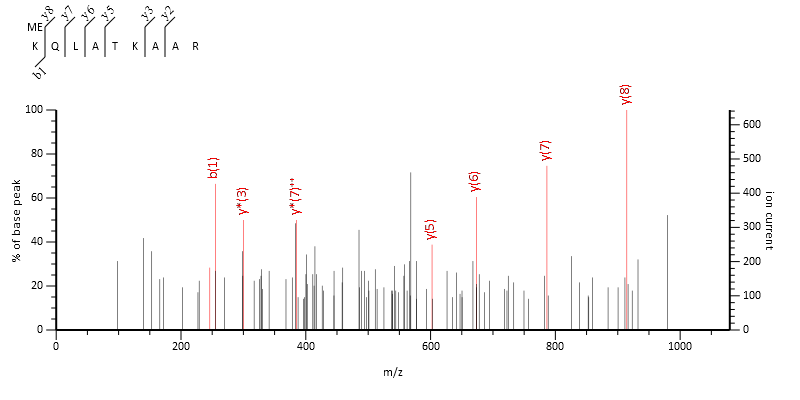 y8 y7 y6 y5 y3 y2
ME
K Q L A T K A A R
b1
y(8)
y(7)
y(6)
y(5)
b(1)
y*(3)
y*(7)++
% of base peak
0 20 40 60 80 100
ion current
0 100 200 300 400 500 600
0 200 400 600 800 1000
m/z